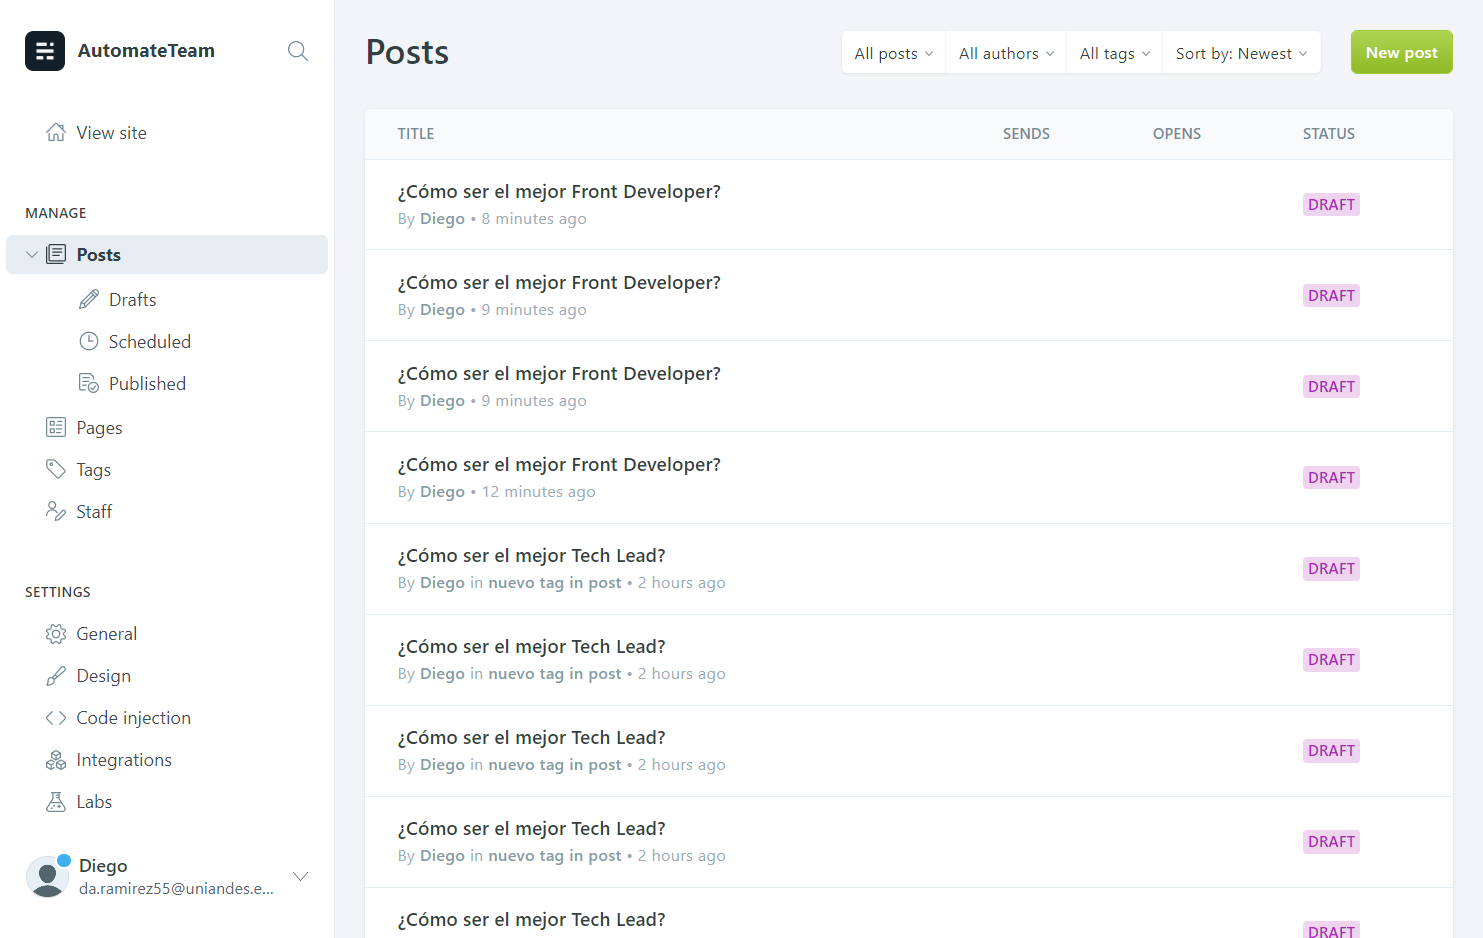 AutomateTeam
View site
MANAGE
Posts
Drafts
Scheduled
Published
Pages
Tags
Staff
SETTINGS
General
Design
Code injection
Integrations
Labs
Diego
da.ramirez55@uniandes.e...
Posts
All posts
All authors
All tags
Sort by: Newest
New post
TITLE SENDS OPENS STATUS
¿Cómo ser el mejor Front Developer?
By Diego • 8 minutes ago
DRAFT
¿Cómo ser el mejor Front Developer?
By Diego • 9 minutes ago
DRAFT
¿Cómo ser el mejor Front Developer?
By Diego • 9 minutes ago
DRAFT
¿Cómo ser el mejor Front Developer?
By Diego • 12 minutes ago
DRAFT
¿Cómo ser el mejor Tech Lead?
By Diego in nuevo tag in post • 2 hours ago
DRAFT
¿Cómo ser el mejor Tech Lead?
By Diego in nuevo tag in post • 2 hours ago
DRAFT
¿Cómo ser el mejor Tech Lead?
By Diego in nuevo tag in post • 2 hours ago
DRAFT
¿Cómo ser el mejor Tech Lead?
By Diego in nuevo tag in post • 2 hours ago
DRAFT
¿Cómo ser el mejor Tech Lead?
DRAFT